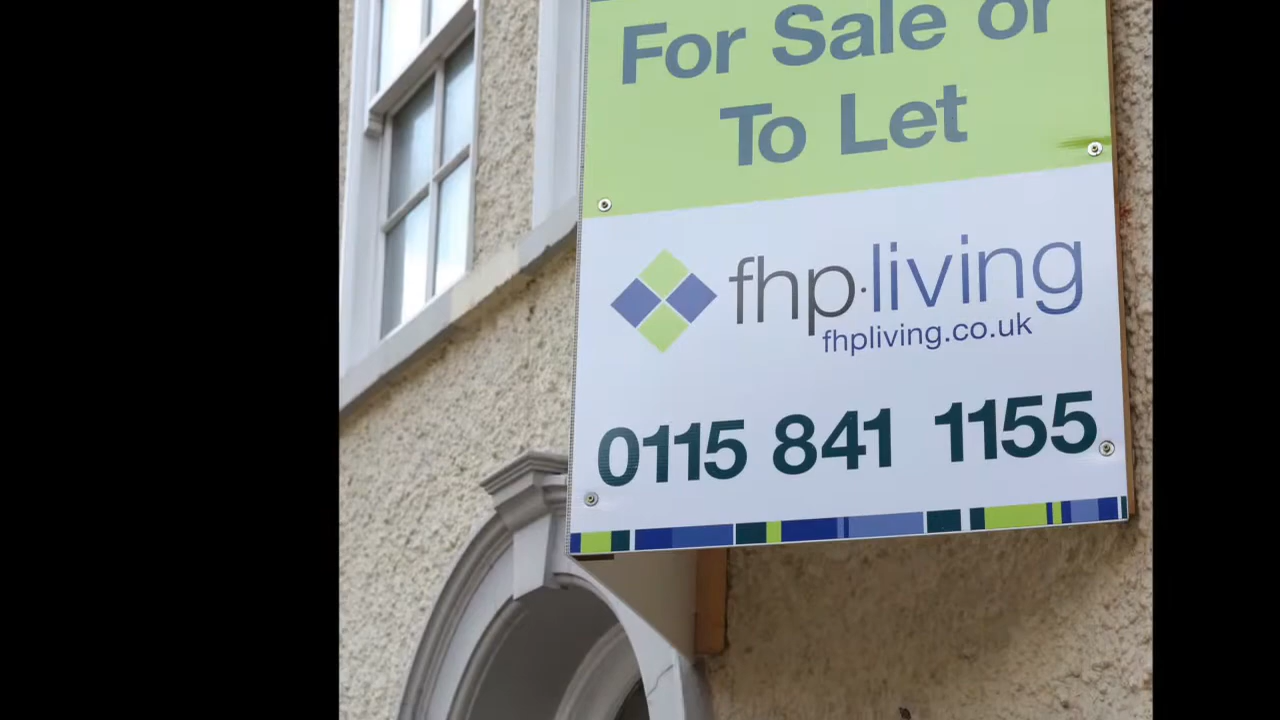 For Sale or
To Let
fhp·living
fhpliving.co.uk
0115 841 1155